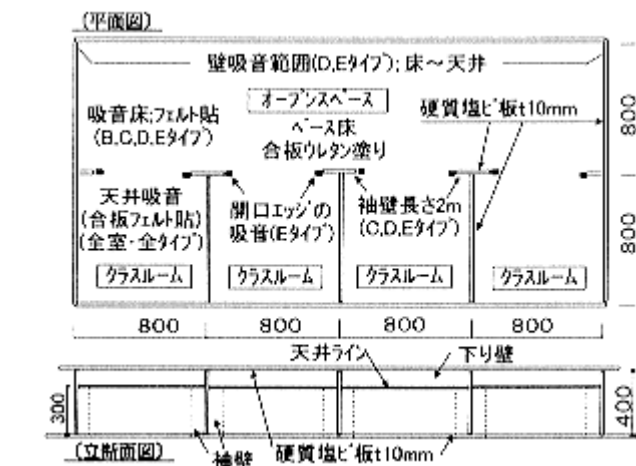 (平面図)
壁吸音範囲(D,Eタイプ);床～天井
吸音床;フェルト貼
(B,C,D,Eタイプ)
オープンスペース
ベース床
合板ウレタン塗り
硬質塩ビ板t10mm
800
天井吸音
(合板フェルト貼)
(全室・全タイプ)
開口エッジの
吸音(Eタイプ)
袖壁長さ2m
(C,D,Eタイプ)
800
クラスルーム
クラスルーム
クラスルーム
クラスルーム
800
800
800
800
天井ライン
下り壁
300
400
(立断面図)
袖壁
硬質塩ビ板t10mm